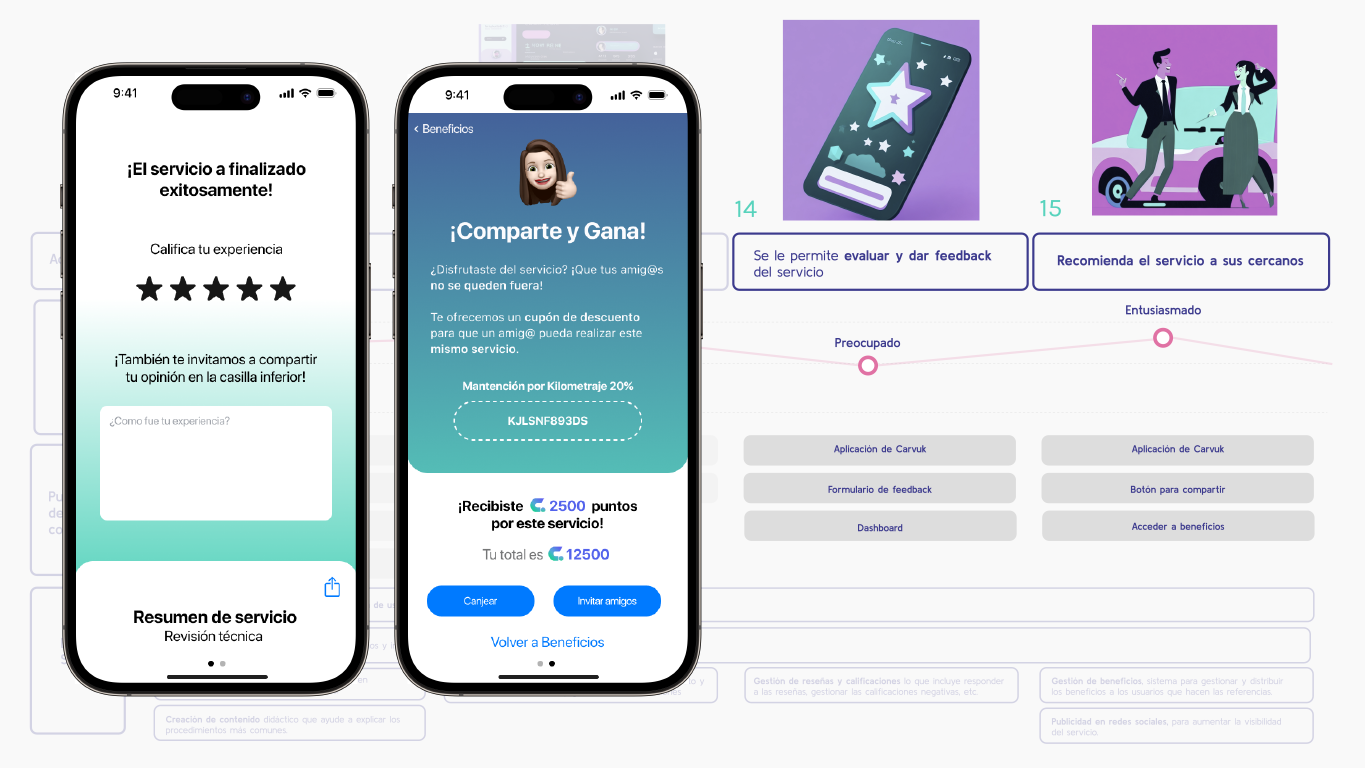 9:41
¡El servicio a finalizado
exitosamente!
Califica tu experiencia
¡También te invitamos a compartir
tu opinión en la casilla inferior!
¿Como fue tu experiencia?
Resumen de servicio
Revisión técnica
9:41
‹ Beneficios
¡Comparte y Gana!
¿Disfrutaste del servicio? ¡Que tus amig@s
no se queden fuera!
Te ofrecemos un cupón de descuento
para que un amig@ pueda realizar este
mismo servicio.
Mantención por Kilometraje 20%
KJLSNF893DS
¡Recibiste 2500 puntos
por este servicio!
Tu total es 12500
Canjear
Invitar amigos
Volver a Beneficios
14
Se le permite evaluar y dar feedback
del servicio
Preocupado
Aplicación de Carvuk
Formulario de feedback
Dashboard
Gestión de reseñas y calificaciones lo que incluye responder
a las reseñas, gestionar las calificaciones negativas, etc.
15
Recomienda el servicio a sus cercanos
Entusiasmado
Aplicación de Carvuk
Botón para compartir
Acceder a beneficios
Gestión de beneficios, sistema para gestionar y distribuir
los beneficios a los usuarios que hacen las referencias.
Publicidad en redes sociales, para aumentar la visibilidad
del servicio.
Creación de contenido didáctico que ayude a explicar los
procedimientos mas comunes.